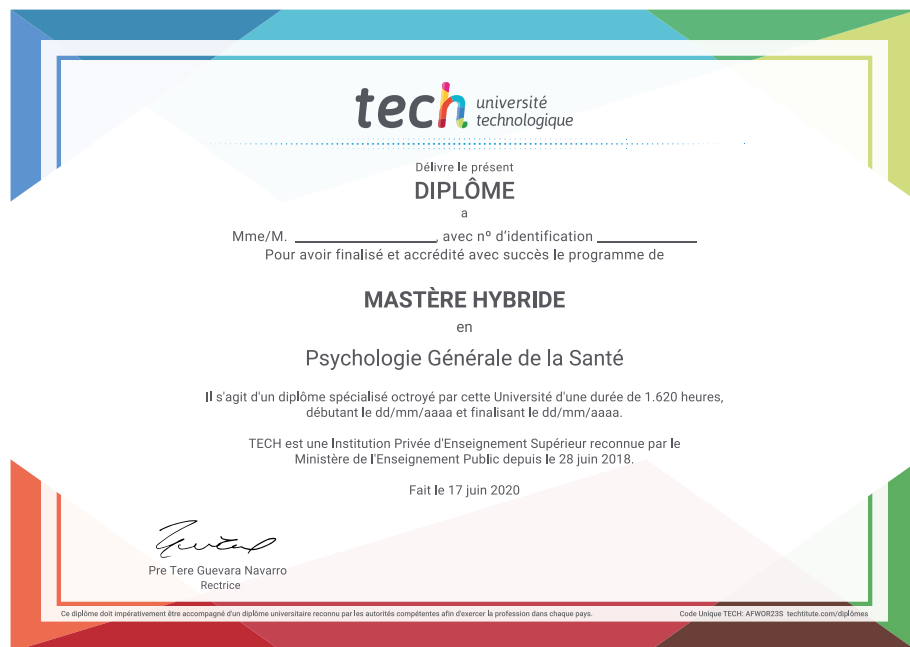 tech université
technologique
Délivre le présent
DIPLÔME
a
Mme/M. ____________, avec nº d'identification ____________
Pour avoir finalisé et accrédité avec succès le programme de
MASTÈRE HYBRIDE
en
Psychologie Générale de la Santé
Il s'agit d'un diplôme spécialisé octroyé par cette Université d'une durée de 1.620 heures,
débutant le dd/mm/aaaa et finalisant le dd/mm/aaaa.
TECH est une Institution Privée d'Enseignement Supérieur reconnue par le
Ministère de l'Enseignement Public depuis le 28 juin 2018.
Fait le 17 juin 2020
Pre Tere Guevara Navarro
Rectrice
Ce diplôme doit impérativement être accompagné d'un diplôme universitaire reconnu par les autorités compétentes afin d'exercer la profession dans chaque pays.
Code Unique TECH: AFWOR23S techtitute.com/diplômes